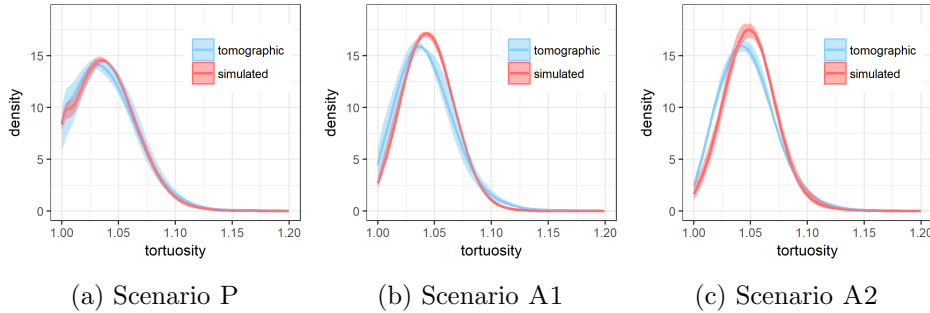 15
10
5
0
density
1.00 1.05 1.10 1.15 1.20
tortuosity
tomographic
simulated
(a) Scenario P
15
10
5
0
density
1.00 1.05 1.10 1.15 1.20
tortuosity
tomographic
simulated
(b) Scenario A1
15
10
5
0
density
1.00 1.05 1.10 1.15 1.20
tortuosity
tomographic
simulated
(c) Scenario A2